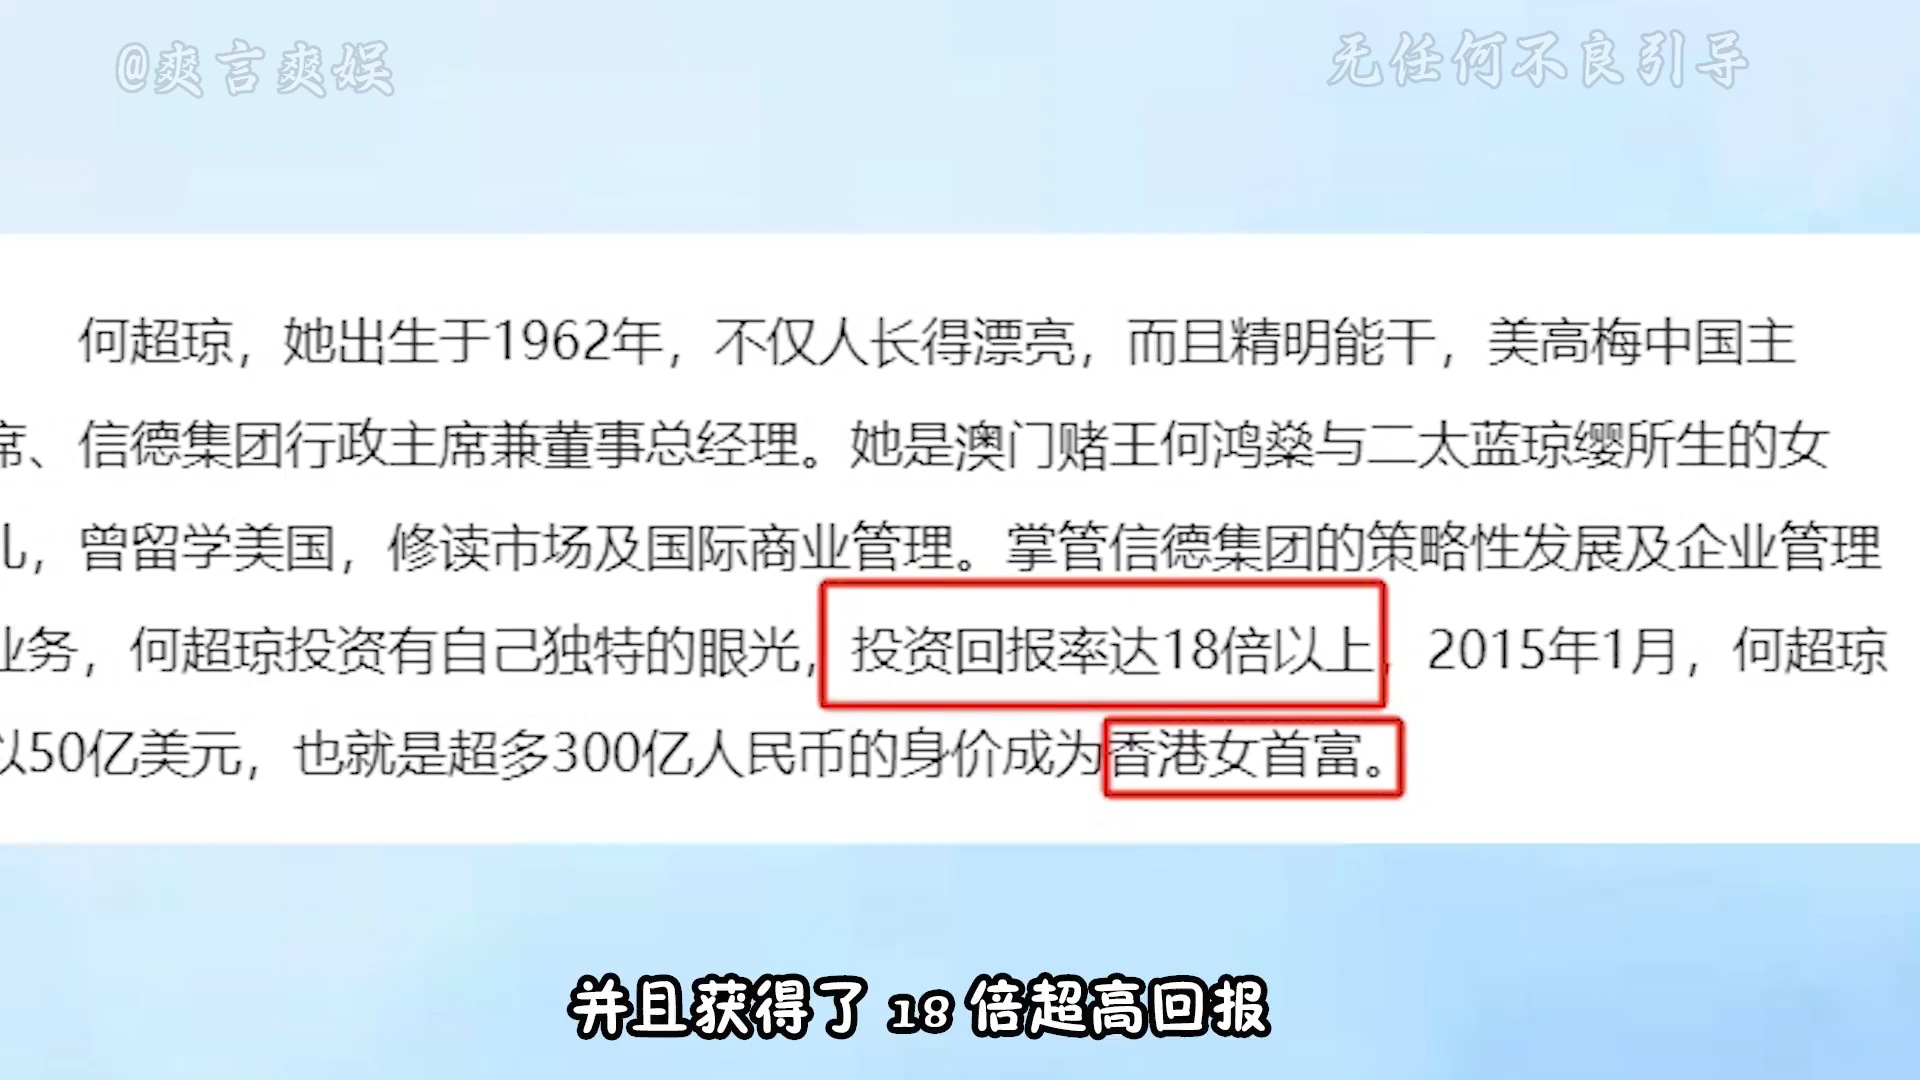 @爽言爽娱
无任何不良引导
何超琼，她出生于1962年，不仅人长得漂亮，而且精明能干，美高梅中国主
席、信德集团行政主席兼董事总经理。她是澳门赌王何鸿燊与二太蓝琼缨所生的女
儿，曾留学美国，修读市场及国际商业管理。掌管信德集团的策略性发展及企业管理
业务，何超琼投资有自己独特的眼光，投资回报率达18倍以上，2015年1月，何超琼
以50亿美元，也就是超多300亿人民币的身价成为香港女首富。
并且获得了 18 倍超高回报